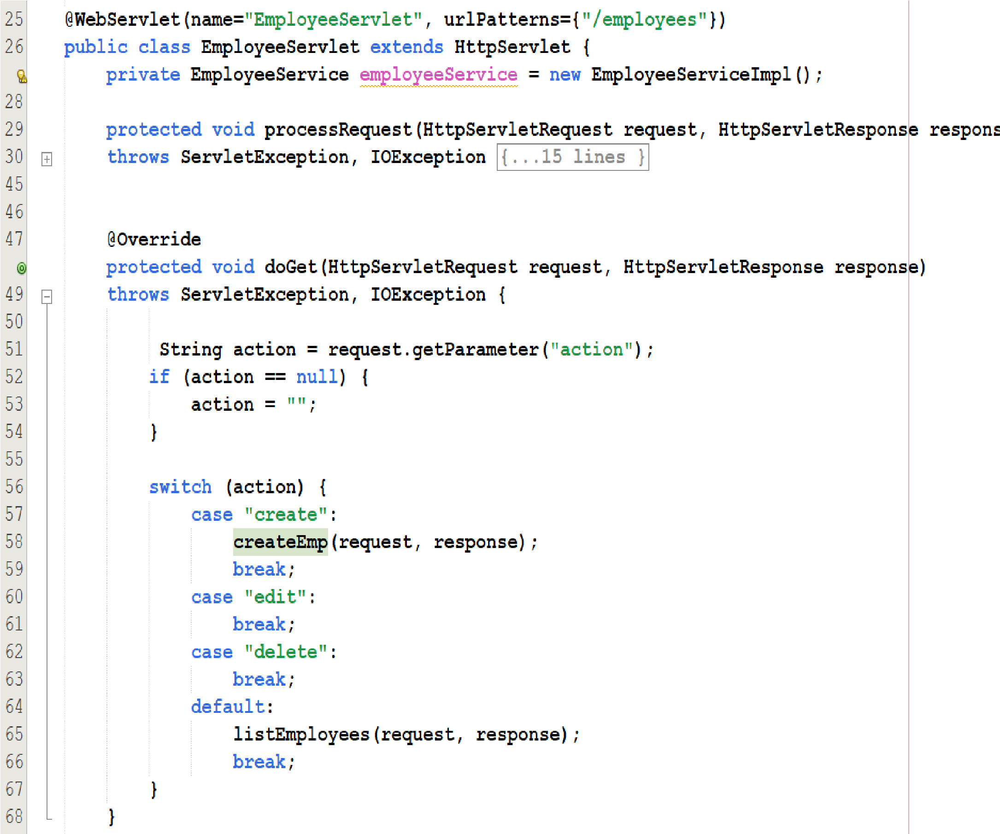 25 @WebServlet(name="EmployeeServlet", urlPatterns={"/employees"})
26 public class EmployeeServlet extends HttpServlet {
private EmployeeService employeeService = new EmployeeServiceImpl();
28
29 protected void processRequest(HttpServletRequest request, HttpServletResponse respons
30 throws ServletException, IOException {...15 lines }
45
46
47 @Override
protected void doGet(HttpServletRequest request, HttpServletResponse response)
49 throws ServletException, IOException {
50
51 String action = request.getParameter("action");
52 if (action == null) {
53 action = "";
54 }
55
56 switch (action) {
57 case "create":
58 createEmp(request, response);
59 break;
60 case "edit":
61 break;
62 case "delete":
63 break;
64 default:
65 listEmployees(request, response);
66 break;
67 }
68 }